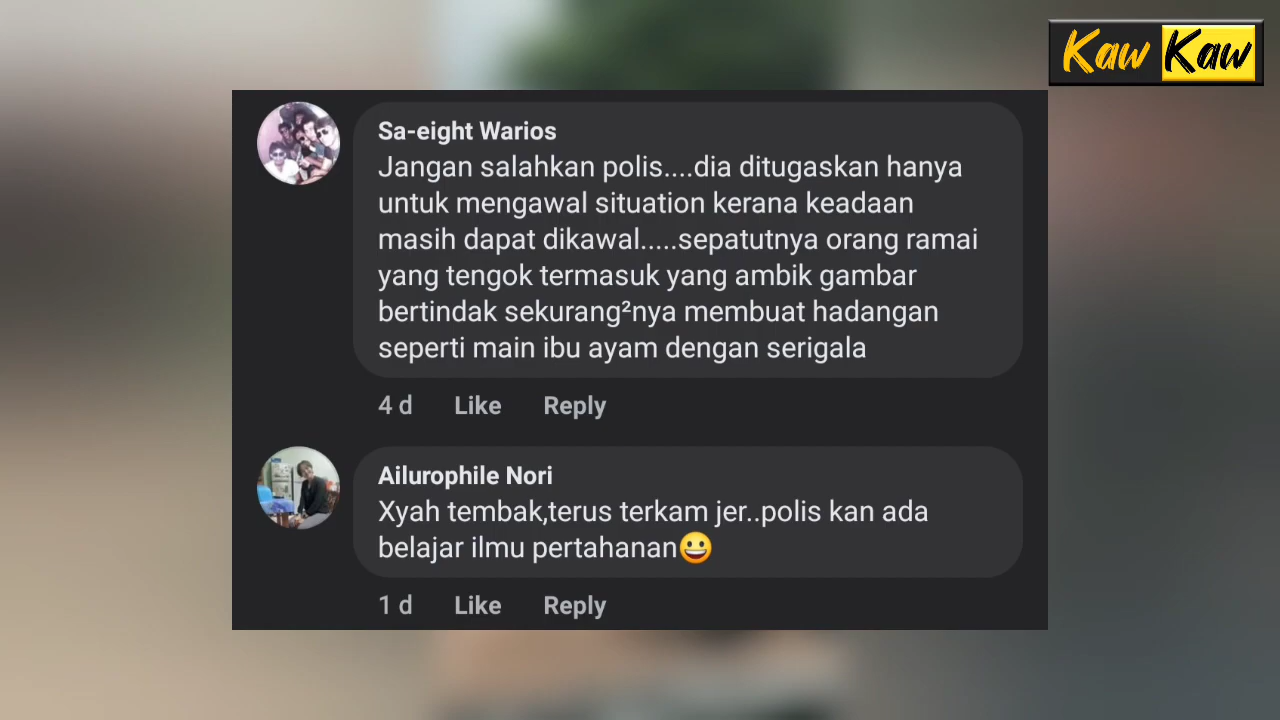 Kaw Kaw
Sa-eight Warios
Jangan salahkan polis....dia ditugaskan hanya
untuk mengawal situation kerana keadaan
masih dapat dikawal.....sepatutnya orang ramai
yang tengok termasuk yang ambik gambar
bertindak sekurang²nya membuat hadangan
seperti main ibu ayam dengan serigala
4 d Like Reply
Ailurophile Nori
Xyah tembak,terus terkam jer..polis kan ada
belajar ilmu pertahanan😀
1 d Like Reply